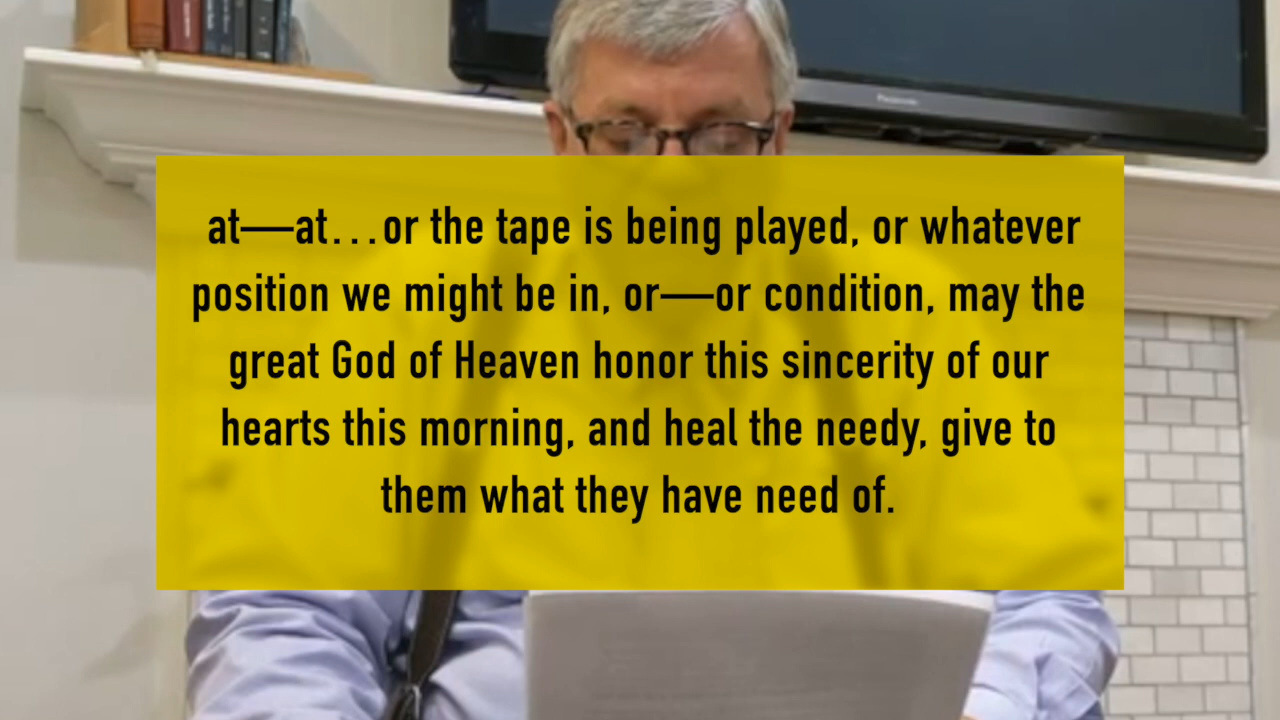 Panasonic
at—at…or the tape is being played, or whatever
position we might be in, or—or condition, may the
great God of Heaven honor this sincerity of our
hearts this morning, and heal the needy, give to
them what they have need of.